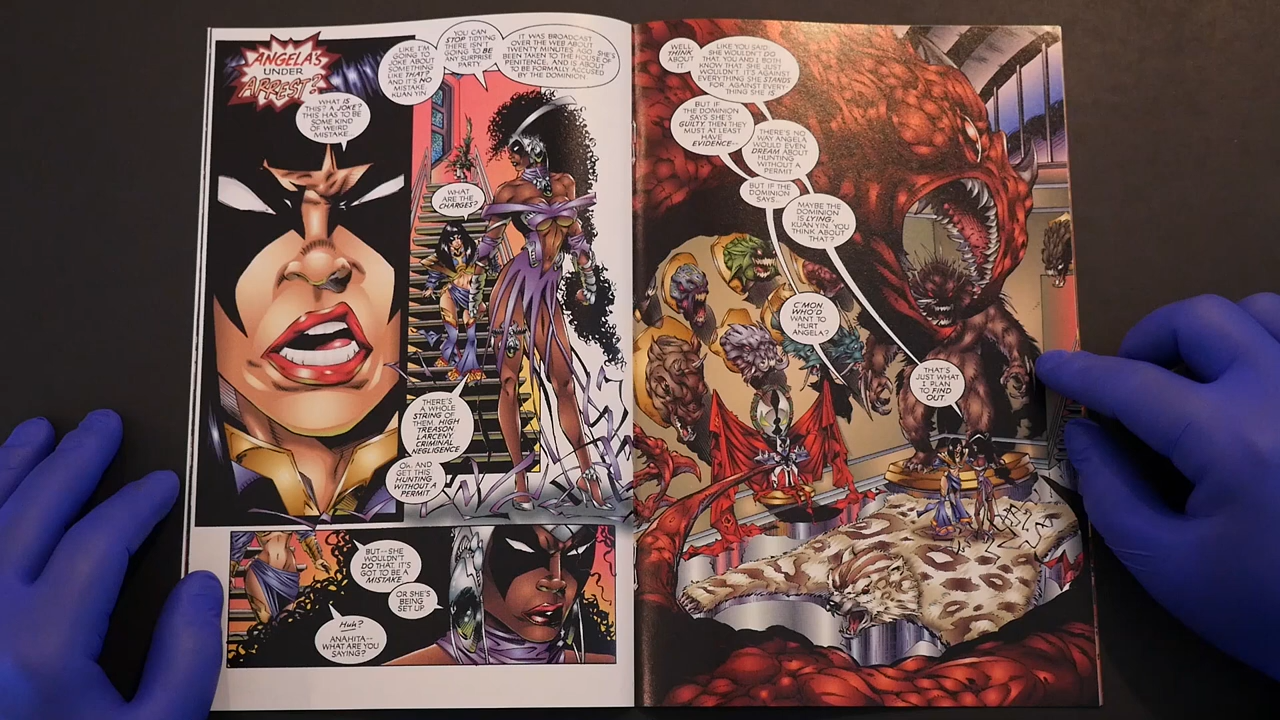 ANGELA'S
UNDER
ARREST?
WHAT IS
THIS? A JOKE?
THIS HAS TO BE
SOME KIND
OF WEIRD
MISTAKE...
LIKE I'M
GOING TO
JOKE ABOUT
SOMETHING
LIKE THAT?
AND IT'S NO
MISTAKE,
KUAN YIN.
YOU CAN
STOP TIDYING.
THERE ISN'T
GOING TO BE
ANY SURPRISE
PARTY.
IT WAS BROADCAST
OVER THE WEB ABOUT
TWENTY MINUTES AGO. SHE'S
BEEN TAKEN TO THE HOUSE OF
PENITENCE, AND IS ABOUT
TO BE FORMALLY ACCUSED
BY THE DOMINION.
WHAT
ARE THE
CHARGES?
THERE'S
A WHOLE
STRING OF
THEM. HIGH
TREASON.
LARCENY.
CRIMINAL
NEGLIGENCE.
Oh, AND
GET THIS:
HUNTING
WITHOUT A
PERMIT.
BUT--SHE
WOULDN'T
DO THAT. IT'S
GOT TO BE A
MISTAKE.
OR SHE'S
BEING
SET UP.
Huh?
ANAHITA--
WHAT ARE YOU
SAYING?
WELL,
THINK
ABOUT
IT.
LIKE YOU SAID:
SHE WOULDN'T DO
THAT. YOU AND I BOTH
KNOW THAT. SHE JUST
WOULDN'T. IT'S AGAINST
EVERYTHING SHE STANDS
FOR. AGAINST EVERY-
THING SHE IS.
BUT IF
THE DOMINION
SAYS SHE'S
GUILTY, THEN THEY
MUST AT LEAST
HAVE
EVIDENCE--
THERE'S NO
WAY ANGELA
WOULD EVEN
DREAM ABOUT
HUNTING
WITHOUT A
PERMIT.
BUT IF THE
DOMINION
SAYS...
MAYBE THE
DOMINION
IS LYING,
KUAN YIN. YOU
THINK ABOUT
THAT?
C'MON.
WHO'D
WANT TO
HURT
ANGELA?
THAT'S
JUST WHAT
I PLAN
TO FIND
OUT.